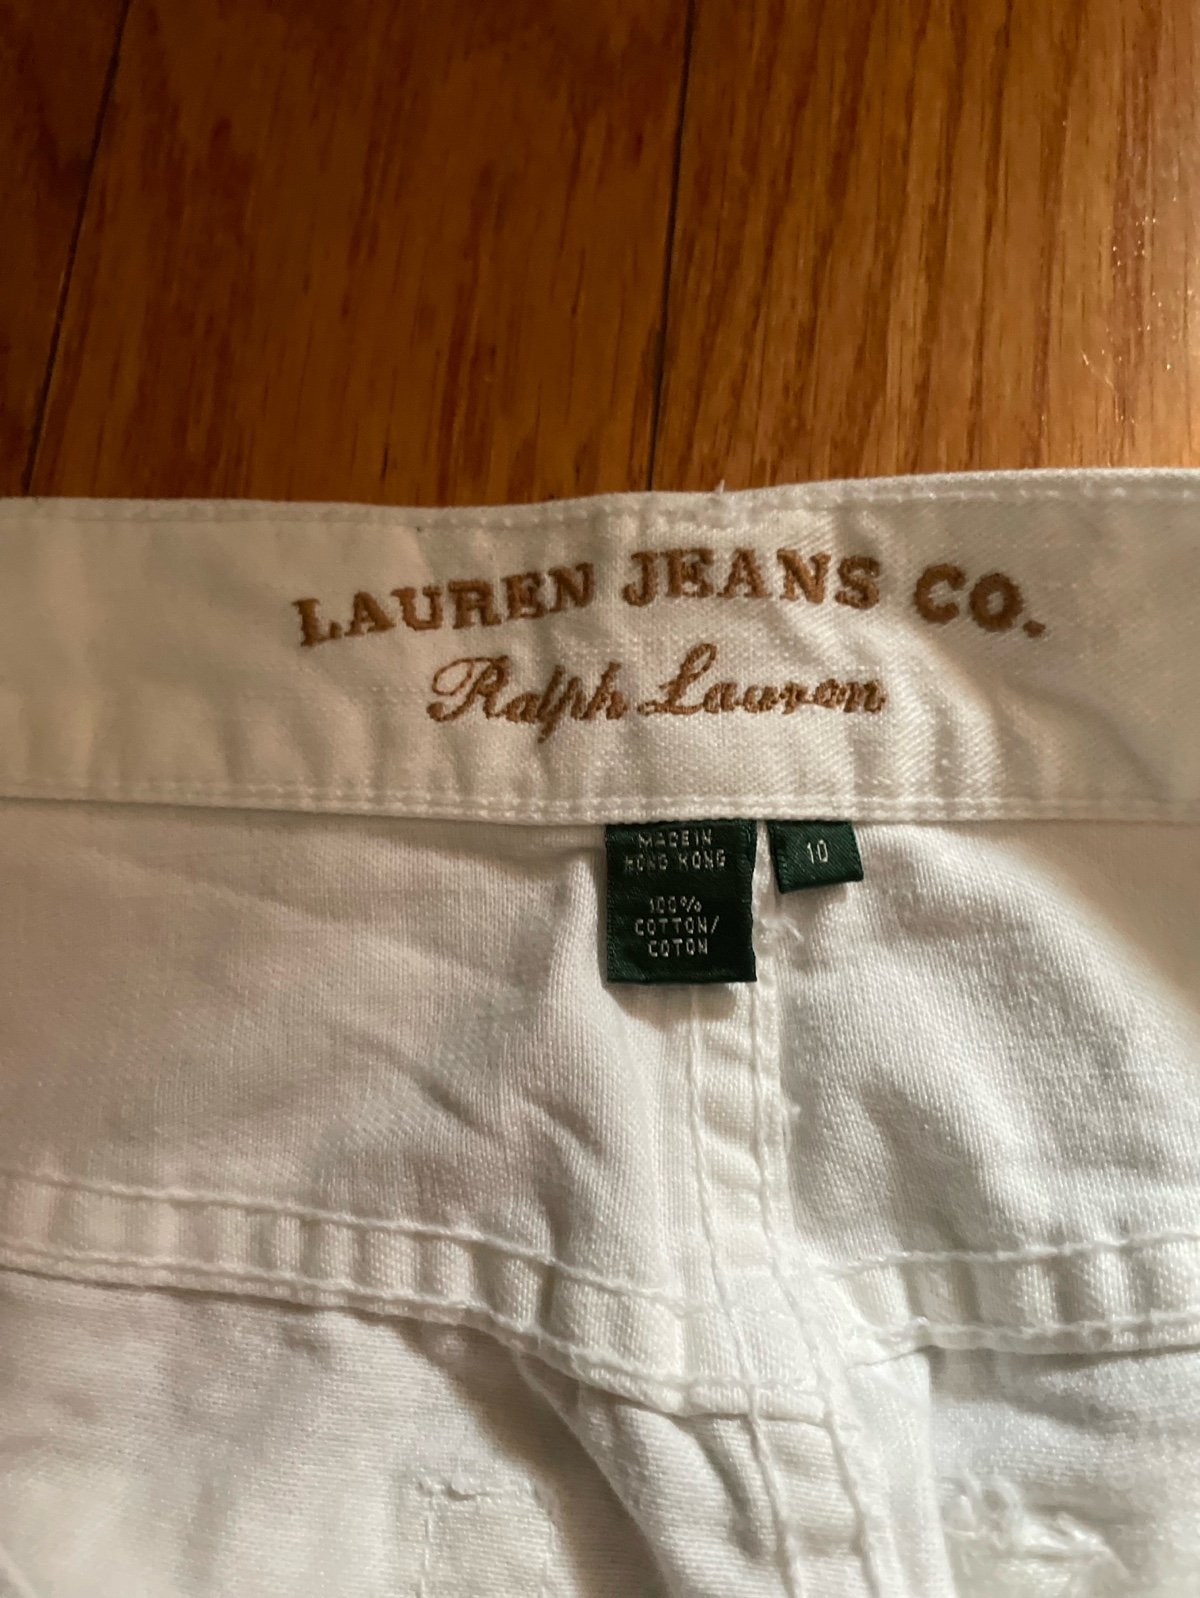 LAUREN JEANS CO.
Ralph Lauren
MADE IN
HONG KONG
100%
COTTON/
COTON
10